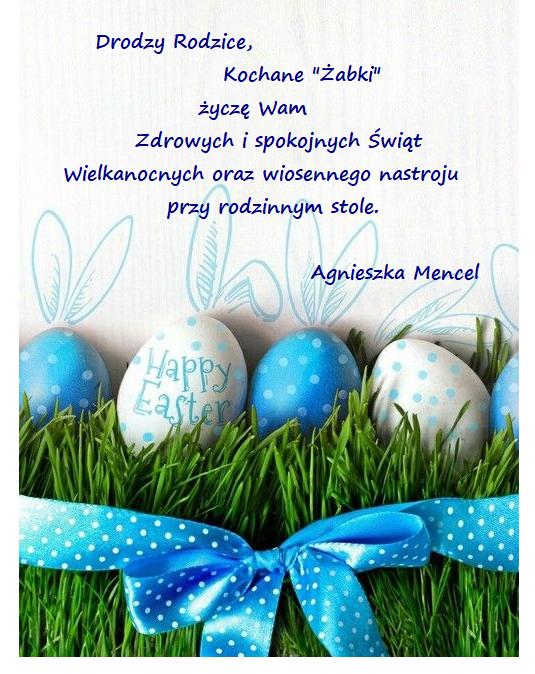 Drodzy Rodzice,
Kochane "Żabki"
życzę Wam
Zdrowych i spokojnych Świąt
Wielkanocnych oraz wiosennego nastroju
przy rodzinnym stole.
Agnieszka Mencel
Happy
Easter